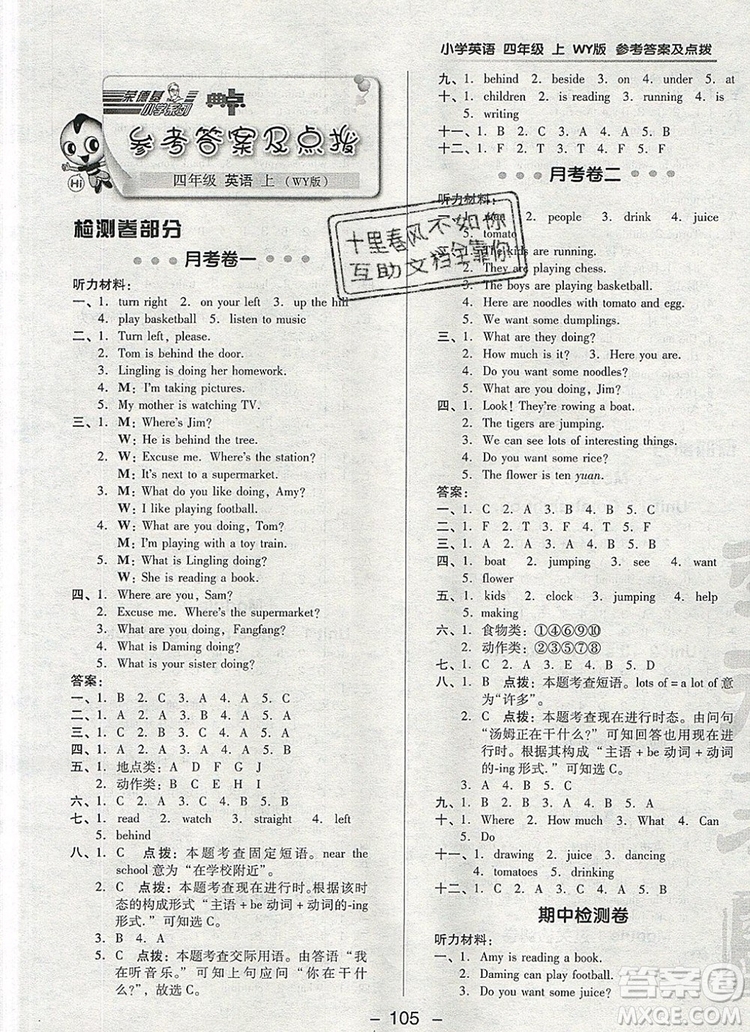 小学英语 四年级 上 WY版 参考答案及点拨
荣德基
小学系列
典中点
参考答案及点拨
四年级 英语 上 (WY版)
Hi
检测卷部分
月考卷一
听力材料:
一、1. turn right 2. on your left 3. up the hill
4. play basketball 5. listen to music
二、1. Turn left, please.
2. Tom is behind the door.
3. Lingling is doing her homework.
4. M: I'm taking pictures.
5. My mother is watching TV.
三、1. M: Where's Jim?
W: He is behind the tree.
2. W: Excuse me. Where's the station?
M: It's next to a supermarket.
3. M: What do you like doing, Amy?
W: I like playing football.
4. W: What are you doing, Tom?
M: I'm playing with a toy train.
5. M: What is Lingling doing?
W: She is reading a book.
四、1. Where are you, Sam?
2. Excuse me. Where's the supermarket?
3. What are you doing, Fangfang?
4. What is Daming doing?
5. What is your sister doing?
答案:
一、1. B 2. C 3. A 4. A 5. C
二、1. A 2. A 3. C 4. A 5. B
三、1. C 2. C 3. B 4. A 5. B
四、1. B 2. A 3. A 4. B 5. A
五、1. 地点类: A D F G J
2. 动作类: B C E H I
六、1. C 2. B 3. A 4. B 5. B
七、1. read 2. watch 3. straight 4. left
5. behind
八、1. C 点拨: 本题考查固定短语。near the
school 意为“在学校附近”。可知选 C。
2. C 点拨: 本题考查现在进行时。根据该时
态的构成形式“主语 + be 动词 + 动词的-ing
形式.”可知选 C。
3. C 点拨: 本题考查交际用语。由答语“我
在听音乐。”可知上句应问“你在干什
么?”可知选 C。
九、1. behind 2. beside 3. on 4. under 5. at
十、1. children 2. is reading 3. running 4. its
5. writing
十一、1. C 2. D 3. B 4. A 5. E
十二、1. F 2. F 3. T 4. T 5. F
月考卷二
听力材料:
2. people 3. drink 4. juice
5. tomato
kids are running.
2. They are playing chess.
3. The boys are playing basketball.
4. Here are noodles with tomato and egg.
5. We want some dumplings.
三、1. What are they doing?
2. How much is it? 3. Here you are.
4. Do you want some noodles?
5. What are you doing?
四、1. Look! They're rowing a boat.
2. The tigers are jumping.
3. We can see lots of interesting things.
4. Do you want some juice?
5. The flower is ten yuan.
答案:
一、1. C 2. A 3. A 4. B 5. C
二、1. F 2. T 3. T 4. F 5. T
三、1. A 2. A 3. B 4. B 5. C
四、1. boat 2. jumping 3. see 4. want
5. flower
五、1. kids 2. clock 3. jumping 4. juice
5. making
六、1. 食物类: ①④⑥⑨⑩
2. 动作类: ②③⑤⑦⑧
七、1. C 2. A 3. A 4. B 5. A
八、1. B 点拨: 本题考查短语。lots of = a lot of 意
为“许多”。
2. C 点拨: 本题考查现在进行时态。由问句
“汤姆正在干什么?”可知回答也应用现在进
行时。根据其构成“主语 + be 动词 + 动词的
-ing 形式.”可知选 C。
九、1. B 2. C 3. B 4. A 5. A
十、1. Where 2. How much 3. What 4. Can
5. Do
十一、1. drawing 2. dancing 3. juice
4. tomatoes 5. drinking
十二、1. C 2. D 3. A 4. B 5. B
期中检测卷
听力材料:
一、1. Amy is reading a book.
2. Daming can play football.
3. We want some juice.
十里春风不如你
互助文档全靠你
答案圈
MXQE.COM
- 105 -